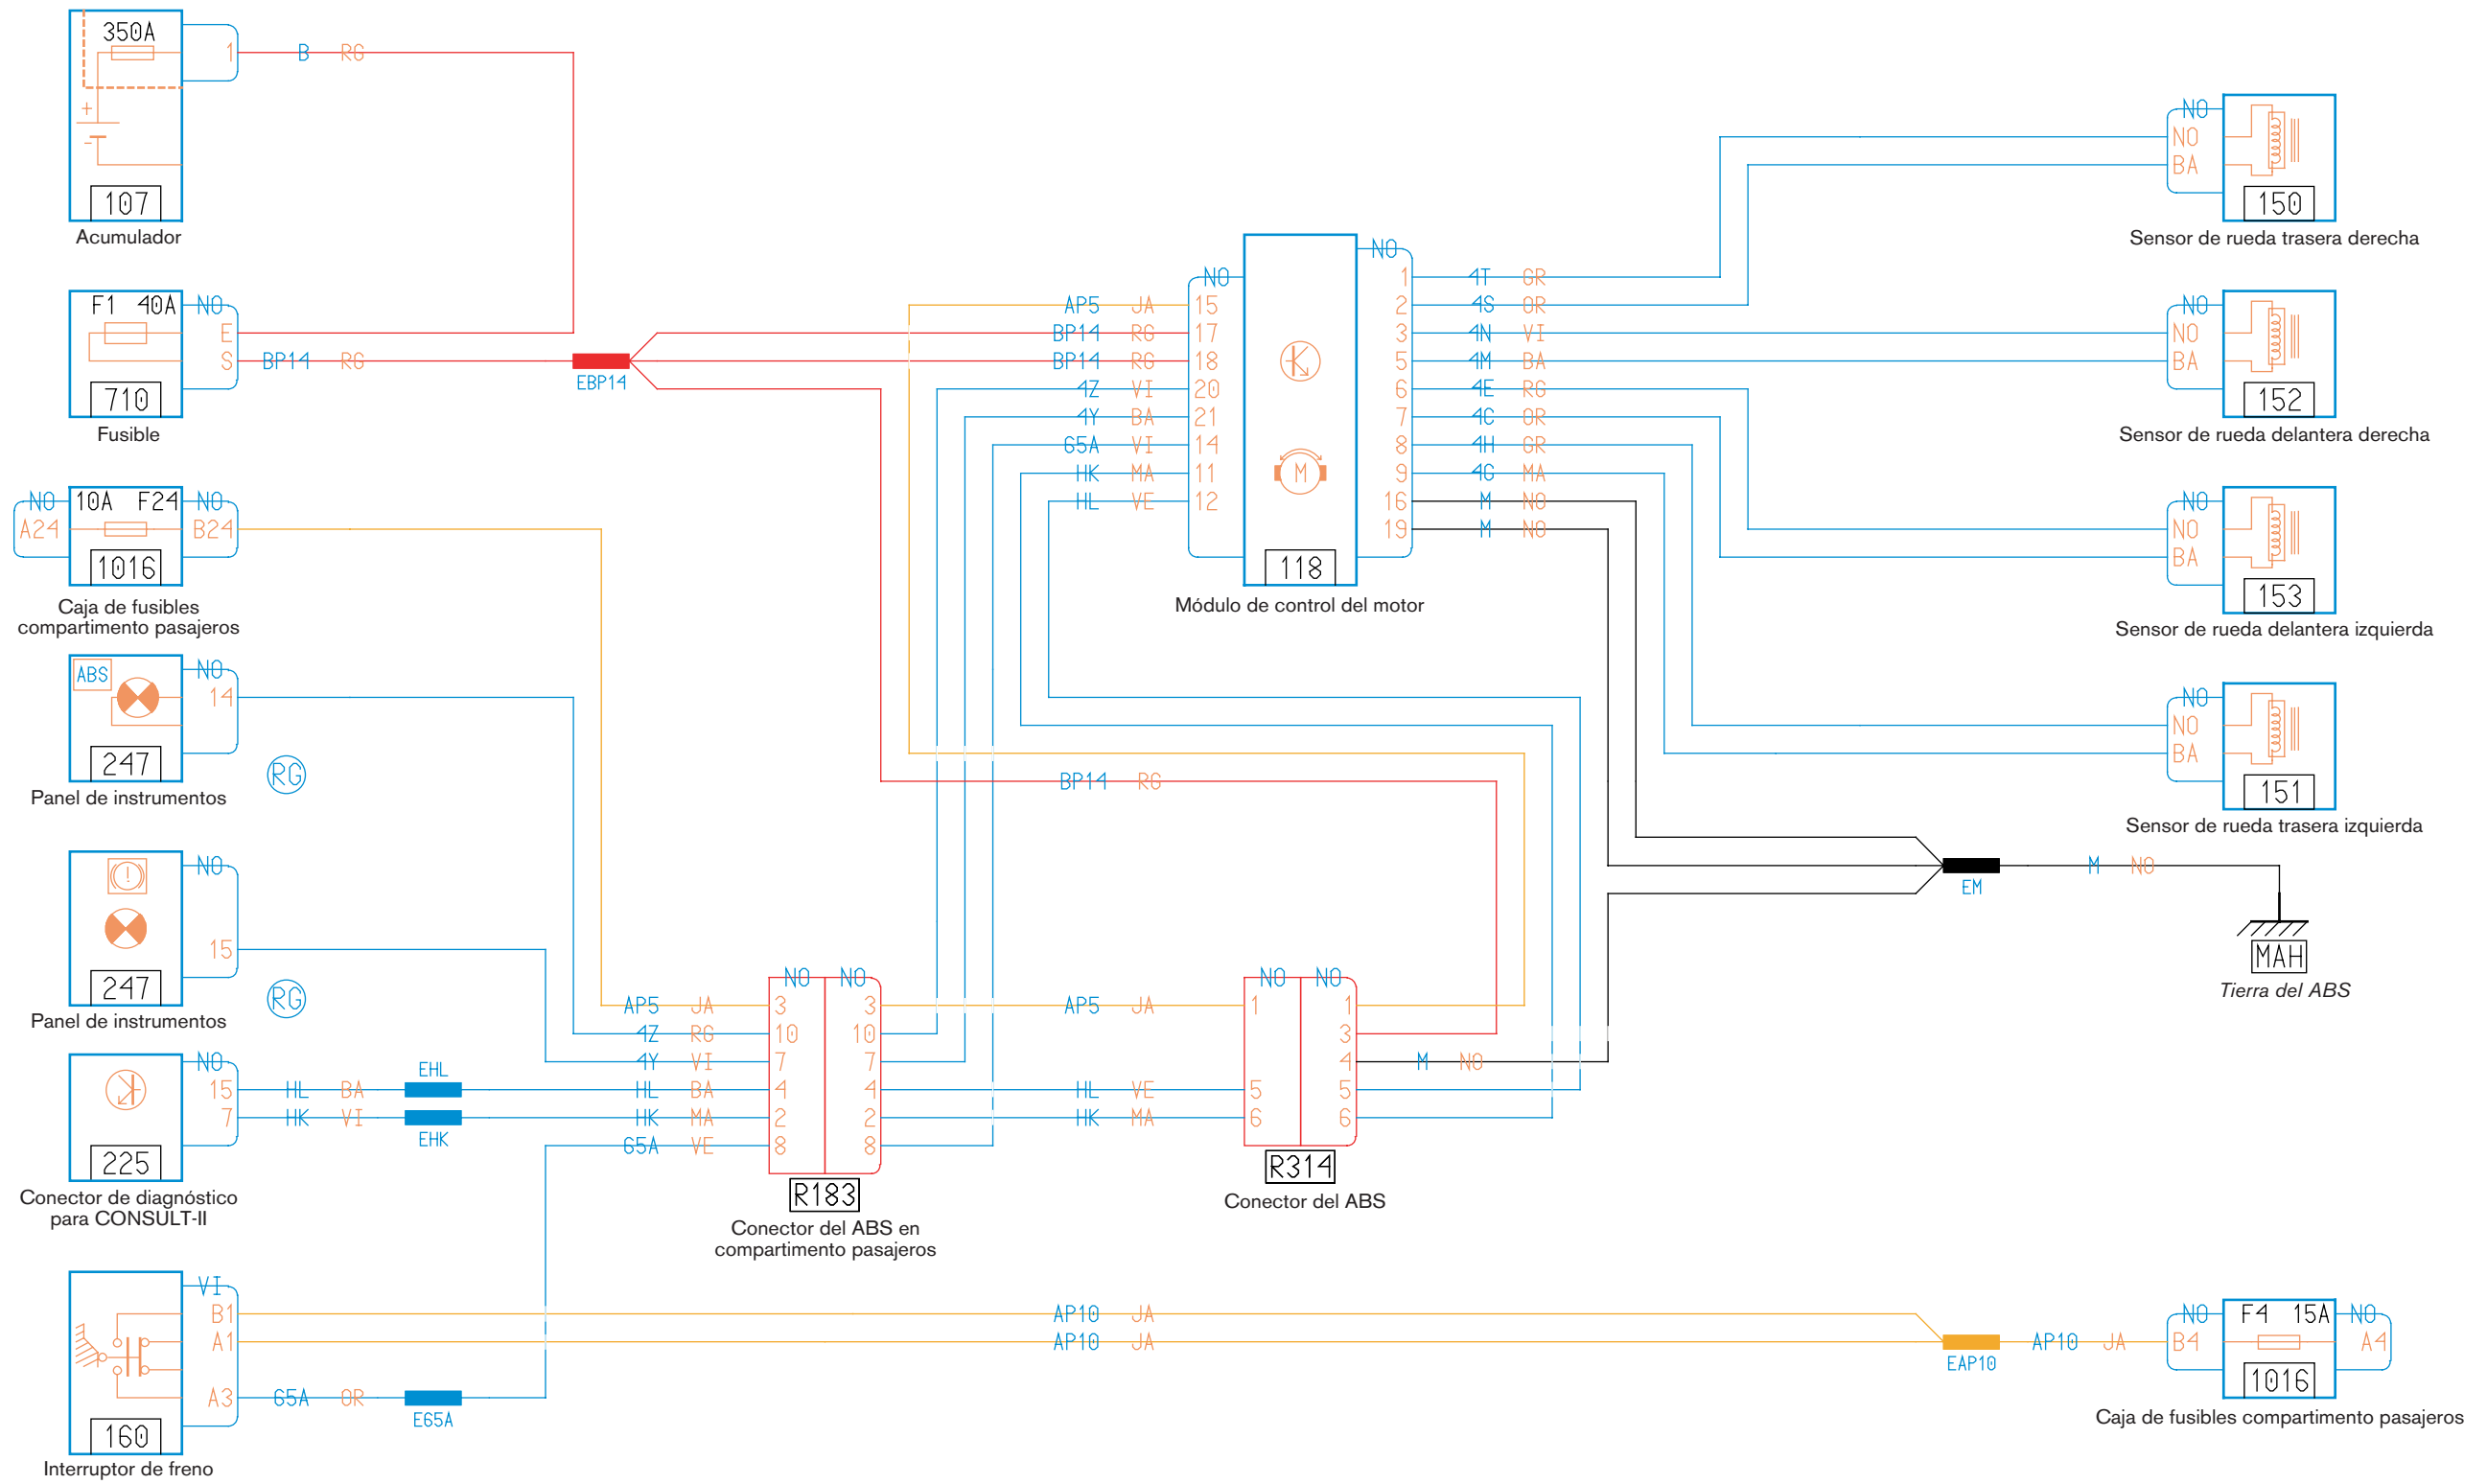 350A
1 B RG
+
-
107
Acumulador
F1 40A NO
E
S BP14 RG
EBP14
710
Fusible
NO 10A F24 NO
A24 B24
1016
Caja de fusibles
compartimento pasajeros
ABS NO
14
247
RG
Panel de instrumentos
NO
!
15
247
RG
Panel de instrumentos
NO
15 HL BA EHL
7 HK VI EHK
225
Conector de diagnóstico
para CONSULT-II
VI
B1
A1
A3 65A OR
E65A
160
Interruptor de freno
NO NO
AP5 JA 3 3 AP5 JA
4Z RG 10 10
4Y VI 7 7
HL BA 4 4 HL VE
HK MA 2 2 HK MA
65A VE 8 8
R183
Conector del ABS en
compartimento pasajeros
NO NO
1 1
3
4 M NO
5 5
6 6
R314
Conector del ABS
BP14 RG
AP10 JA
AP10 JA
NO
AP5 JA 15
BP14 RG 17
BP14 RG 18
4Z VI 20
4Y BA 21
65A VI 14
HK MA 11
HL VE 12
M
118
Módulo de control del motor
NO
1 4T GR
2 4S OR
3 4N VI
5 4M BA
6 4E RG
7 4C OR
8 4H GR
9 4G MA
16 M NO
19 M NO
NO
NO
BA
150
Sensor de rueda trasera derecha
NO
NO
BA
152
Sensor de rueda delantera derecha
NO
NO
BA
153
Sensor de rueda delantera izquierda
NO
NO
BA
151
Sensor de rueda trasera izquierda
EM
M NO
MAH
Tierra del ABS
EAP10
AP10 JA
NO F4 15A NO
B4 A4
1016
Caja de fusibles compartimento pasajeros